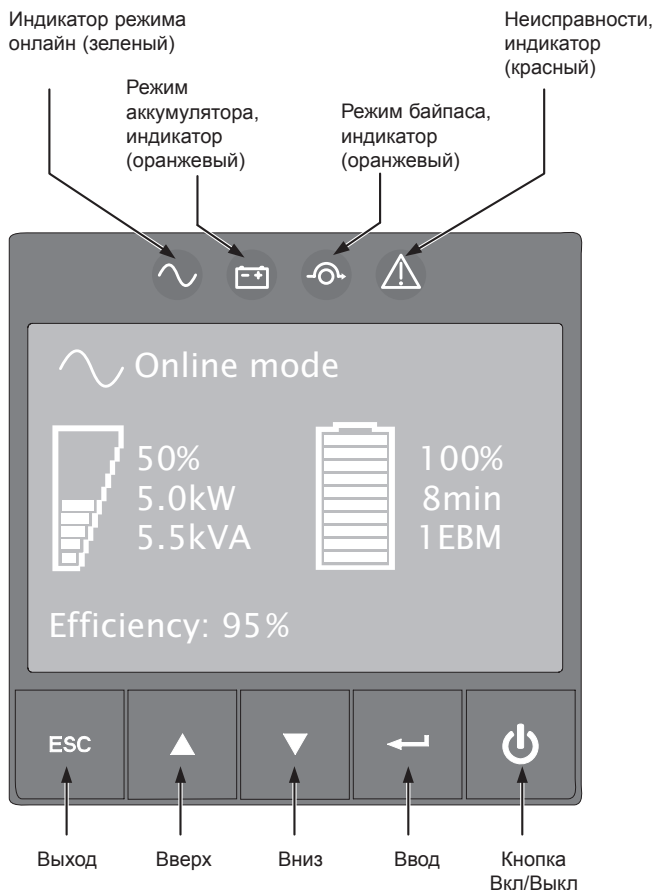 Индикатор режима
онлайн (зеленый)
Режим
аккумулятора,
индикатор
(оранжевый)
Режим байпаса,
индикатор
(оранжевый)
Неисправности,
индикатор
(красный)
Online mode
50%
5.0kW
5.5kVA
100%
8min
1EBM
Efficiency: 95%
ESC
Выход
Вверх
Вниз
Ввод
Кнопка
Вкл/Выкл